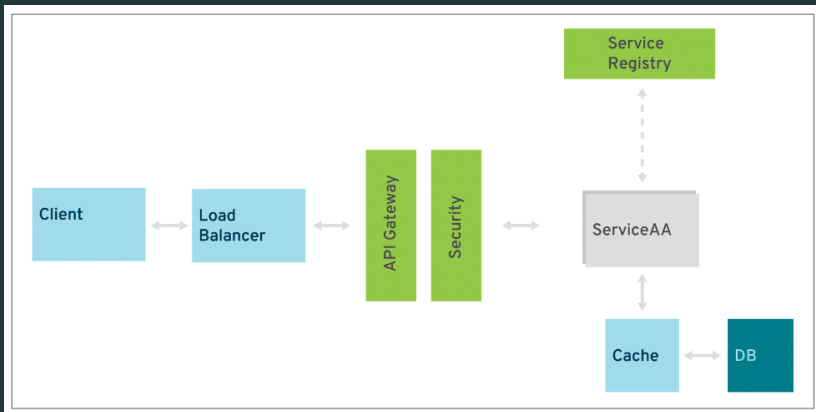 Service
Registry
Client
Load
Balancer
API Gateway
Security
ServiceAA
Cache
DB